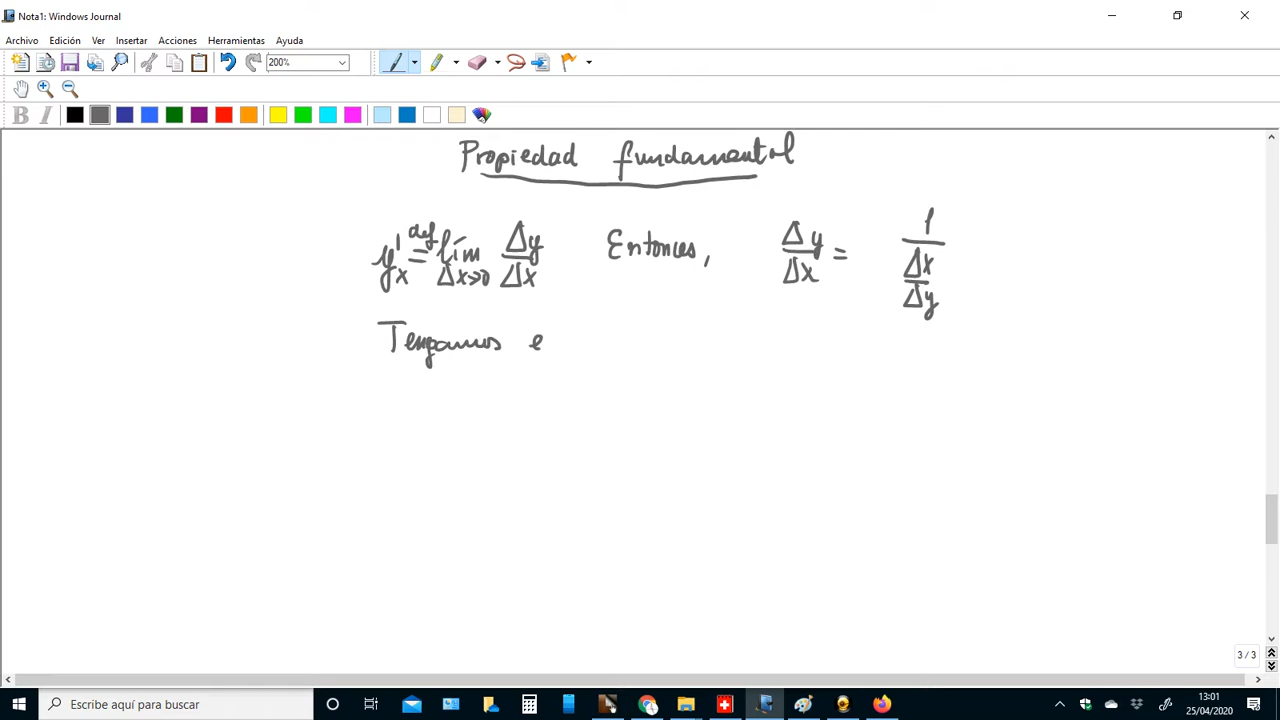 Nota1: Windows Journal
Archivo Edición Ver Insertar Acciones Herramientas Ayuda
200%
B I
Propiedad fundamental
y'x =def lím Δx→0 Δy/Δx Entonces, Δy/Δx = 1/(Δx/Δy)
Tengamos e
3 / 3
Escribe aquí para buscar
13:01
25/04/2020